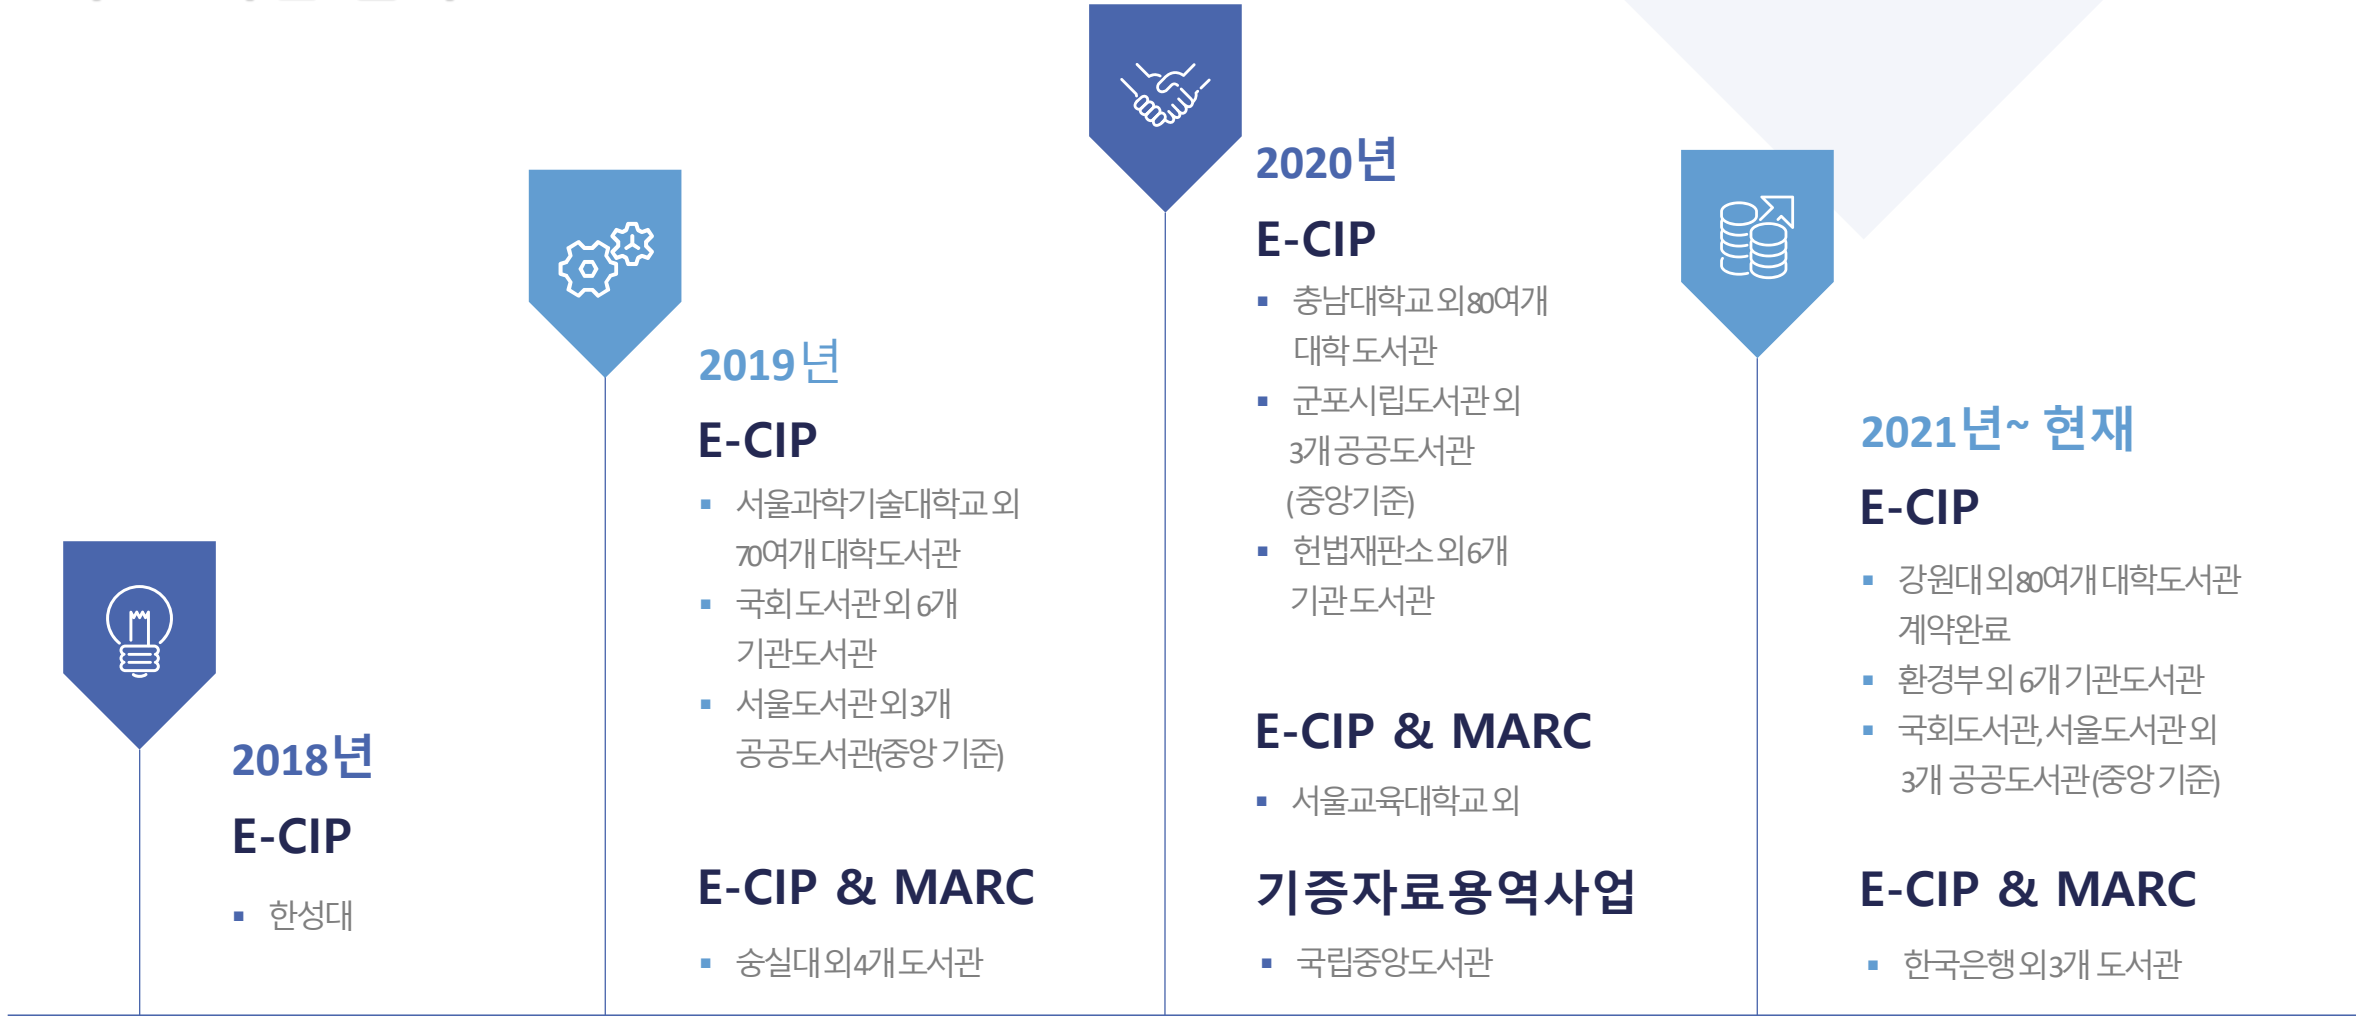 2018년
E-CIP
▪ 한성대
2019년
E-CIP
▪ 서울과학기술대학교 외
70여개 대학도서관
▪ 국회 도서관 외 6개
기관도서관
▪ 서울도서관 외 3개
공공도서관(중앙 기준)
E-CIP & MARC
▪ 숭실대 외 4개 도서관
2020년
E-CIP
▪ 충남대학교 외 80여개
대학 도서관
▪ 군포시립도서관 외
3개 공공도서관
(중앙기준)
▪ 헌법재판소 외 6개
기관 도서관
E-CIP & MARC
▪ 서울교육대학교 외
기증자료용역사업
▪ 국립중앙도서관
2021년~ 현재
E-CIP
▪ 강원대 외 80여개 대학도서관
계약완료
▪ 환경부 외 6개 기관도서관
▪ 국회도서관, 서울도서관 외
3개 공공도서관 (중앙 기준)
E-CIP & MARC
▪ 한국은행 외 3개 도서관